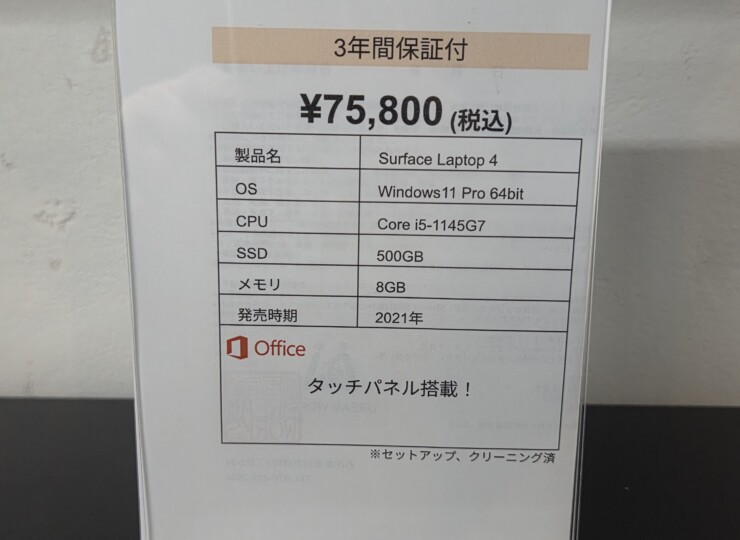 3年間保証付
¥75,800 (税込)
製品名 Surface Laptop 4
OS Windows11 Pro 64bit
CPU Core i5-1145G7
SSD 500GB
メモリ 8GB
発売時期 2021年
Office
タッチパネル搭載！
※セットアップ、クリーニング済